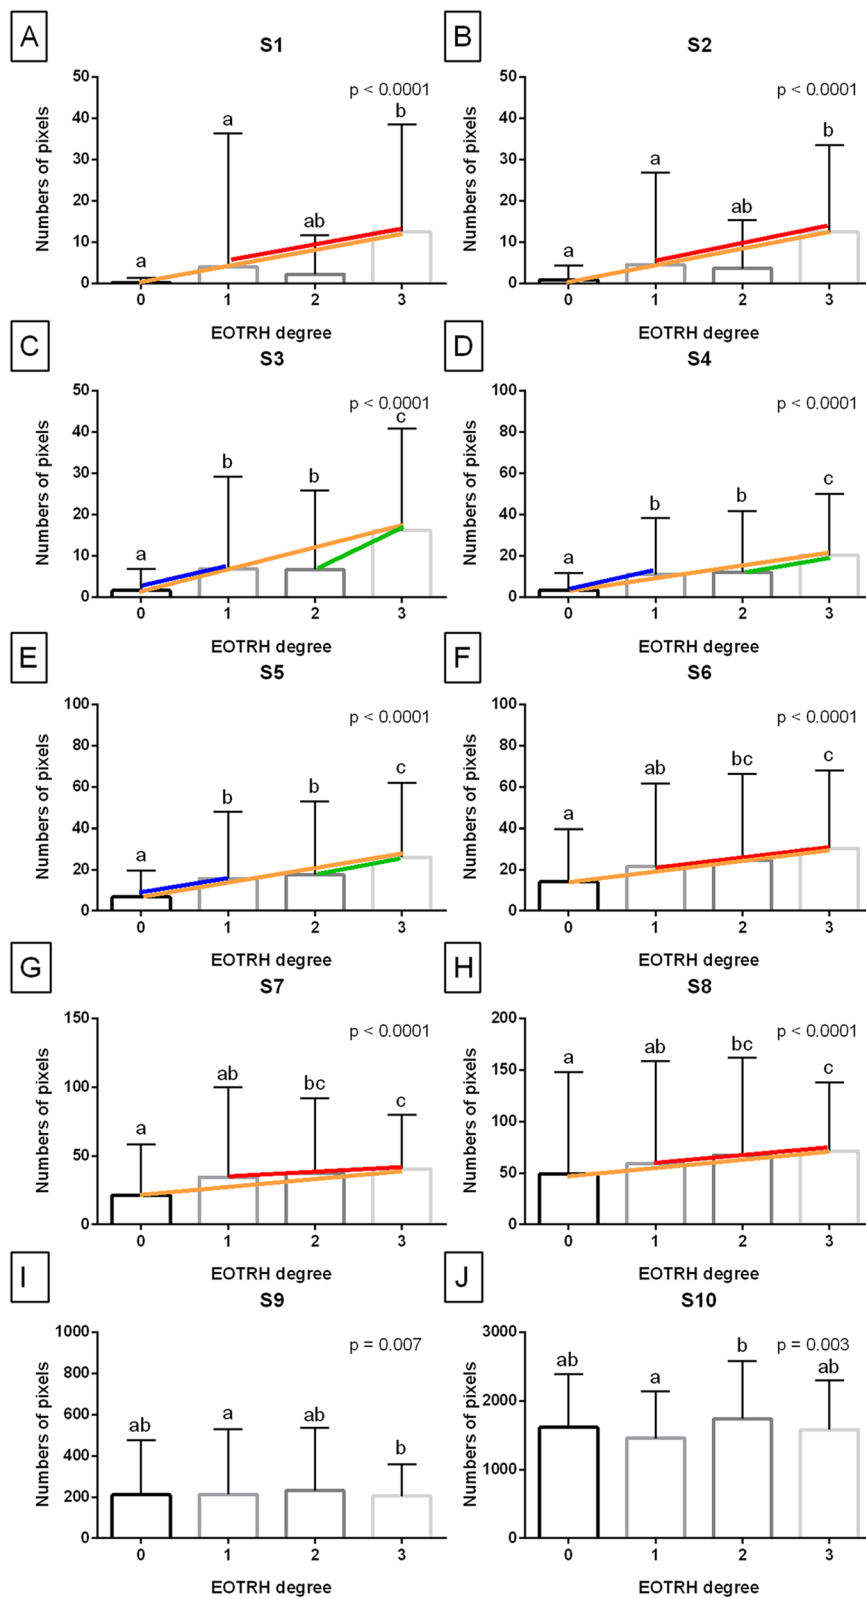 A
S1
Numbers of pixels
50
40
30
20
10
0
p < 0.0001
a
a
ab
b
0 1 2 3
EOTRH degree
B
S2
Numbers of pixels
50
40
30
20
10
0
p < 0.0001
a
a
ab
b
0 1 2 3
EOTRH degree
C
S3
Numbers of pixels
50
40
30
20
10
0
p < 0.0001
a
b
b
c
0 1 2 3
EOTRH degree
D
S4
Numbers of pixels
100
80
60
40
20
0
p < 0.0001
a
b
b
c
0 1 2 3
EOTRH degree
E
S5
Numbers of pixels
100
80
60
40
20
0
p < 0.0001
a
b
b
c
0 1 2 3
EOTRH degree
F
S6
Numbers of pixels
100
80
60
40
20
0
p < 0.0001
a
ab
bc
c
0 1 2 3
EOTRH degree
G
S7
Numbers of pixels
150
100
50
0
p < 0.0001
a
ab
bc
c
0 1 2 3
EOTRH degree
H
S8
Numbers of pixels
200
150
100
50
0
p < 0.0001
a
ab
bc
c
0 1 2 3
EOTRH degree
I
S9
Numbers of pixels
1000
800
600
400
200
0
p = 0.007
ab
a
ab
b
0 1 2 3
EOTRH degree
J
S10
Numbers of pixels
3000
2000
1000
0
p = 0.003
ab
a
b
ab
0 1 2 3
EOTRH degree